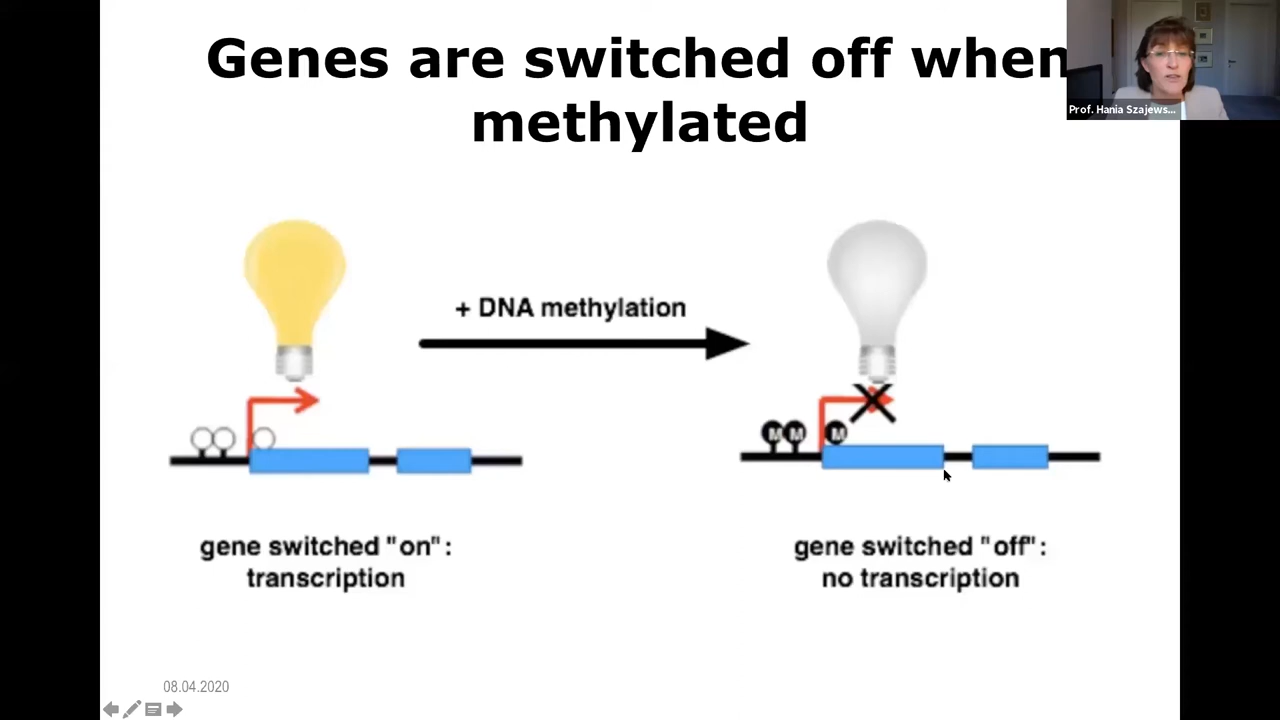 Genes are switched off when
methylated
Prof. Hania Szajews...
+ DNA methylation
M M M
gene switched "on":
transcription
gene switched "off":
no transcription
08.04.2020